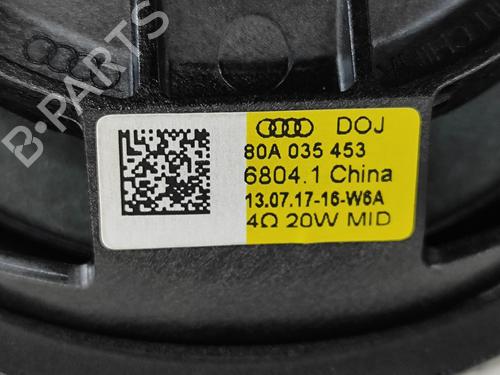 B-PARTS
DOJ
80A 035 453
6804.1 China
13.07.17-16-W6A
4Ω 20W MID